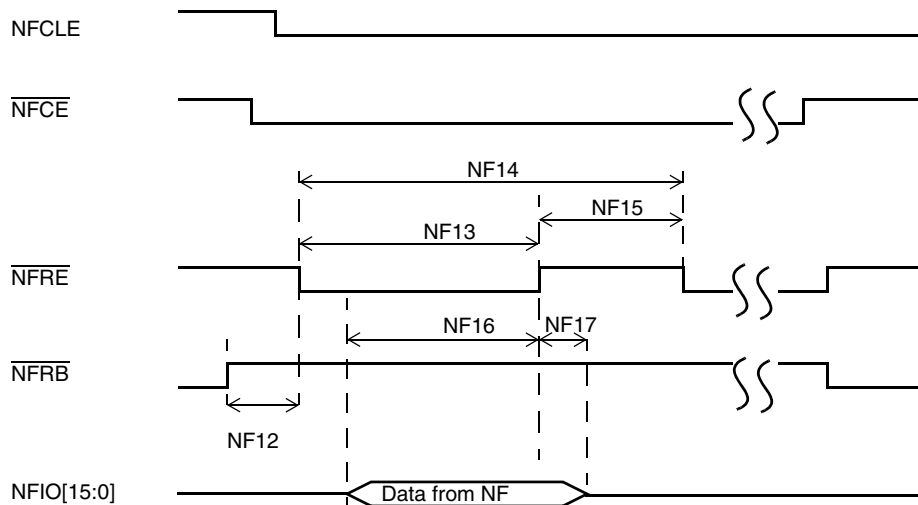 NFCLE
NFCE
NF14
NF15
NF13
NFRE
NF16
NF17
NFRB
NF12
NFIO[15:0]
Data from NF